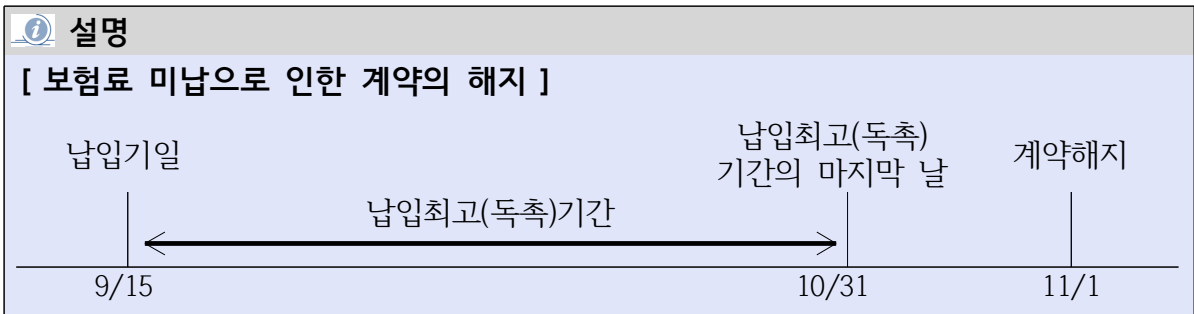 설명
[ 보험료 미납으로 인한 계약의 해지 ]
납입기일
납입최고(독촉)
기간의 마지막 날
계약해지
납입최고(독촉)기간
9/15
10/31
11/1